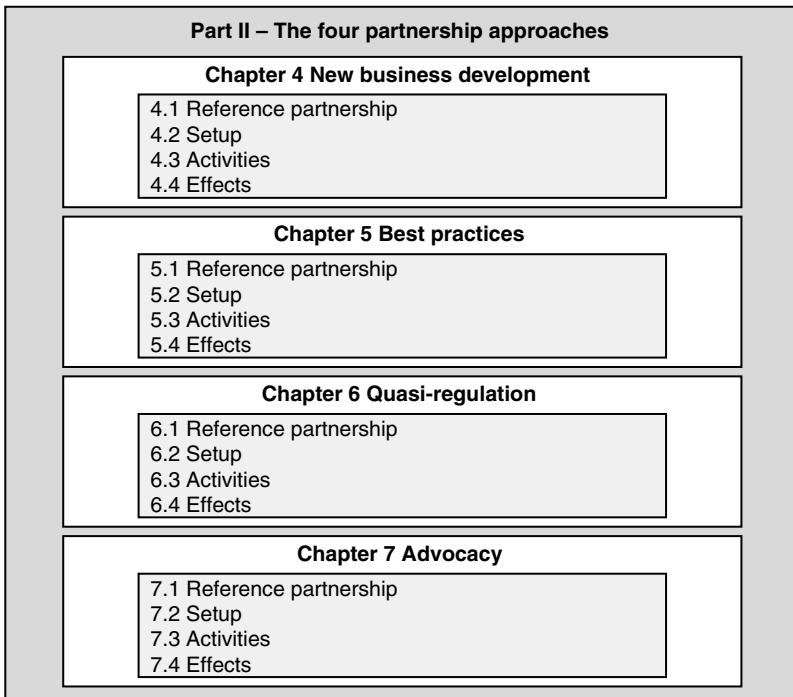 Part II – The four partnership approaches
Chapter 4 New business development
4.1 Reference partnership
4.2 Setup
4.3 Activities
4.4 Effects
Chapter 5 Best practices
5.1 Reference partnership
5.2 Setup
5.3 Activities
5.4 Effects
Chapter 6 Quasi-regulation
6.1 Reference partnership
6.2 Setup
6.3 Activities
6.4 Effects
Chapter 7 Advocacy
7.1 Reference partnership
7.2 Setup
7.3 Activities
7.4 Effects